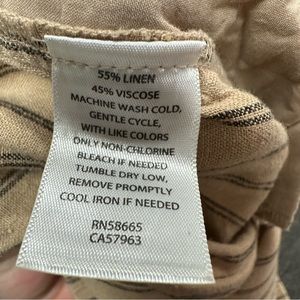 55% LINEN
45% VISCOSE
MACHINE WASH COLD,
GENTLE CYCLE,
WITH LIKE COLORS
ONLY NON-CHLORINE
BLEACH IF NEEDED
TUMBLE DRY LOW,
REMOVE PROMPTLY
COOL IRON IF NEEDED
RN58665
CA57963